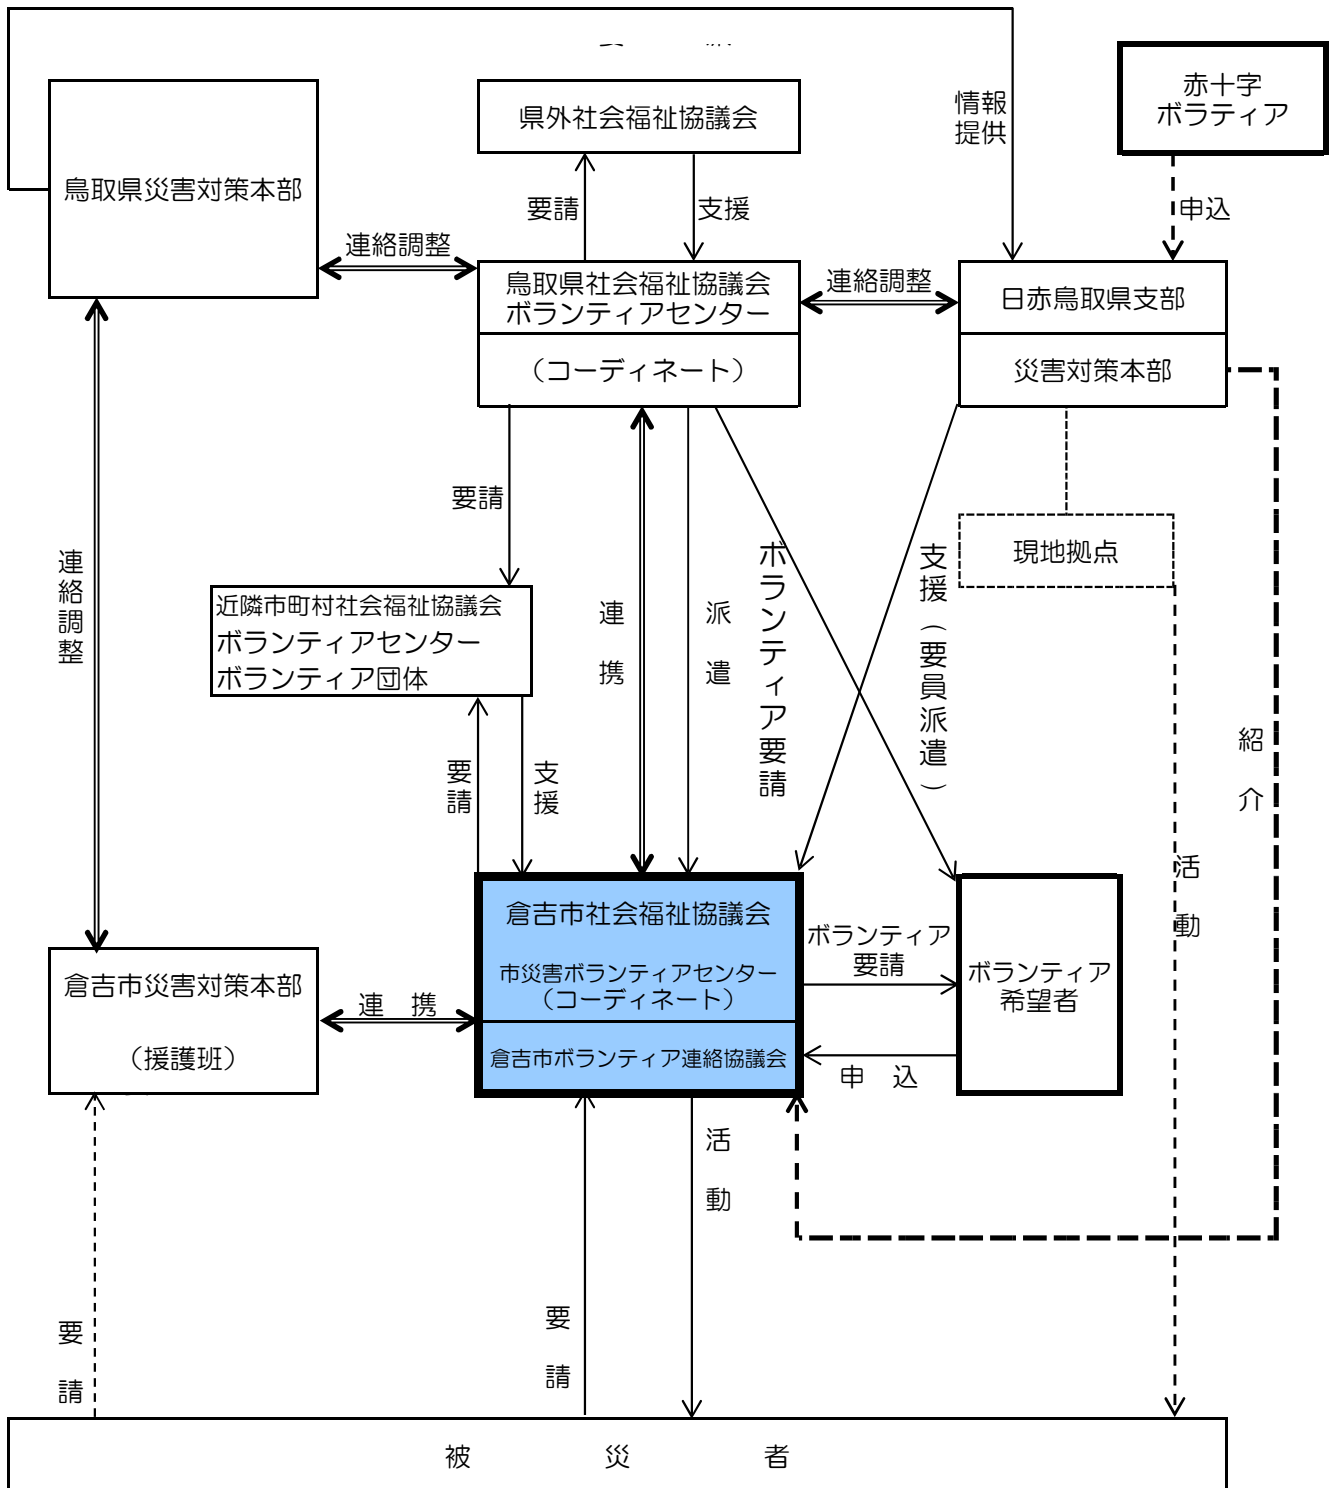 赤十字
ボラティア
県外社会福祉協議会
情報
提供
鳥取県災害対策本部
要請
支援
申込
連絡調整
鳥取県社会福祉協議会
ボランティアセンター
（コーディネート）
連絡調整
日赤鳥取県支部
災害対策本部
要請
現地拠点
連絡調整
近隣市町村社会福祉協議会
ボランティアセンター
ボランティア団体
連携
派遣
ボランティア要請
支援（要員派遣）
紹介
要請
支援
活動
倉吉市社会福祉協議会
市災害ボランティアセンター
（コーディネート）
倉吉市ボランティア連絡協議会
ボランティア
要請
ボランティア
希望者
申込
倉吉市災害対策本部
（援護班）
連携
活動
要請
要請
被災者